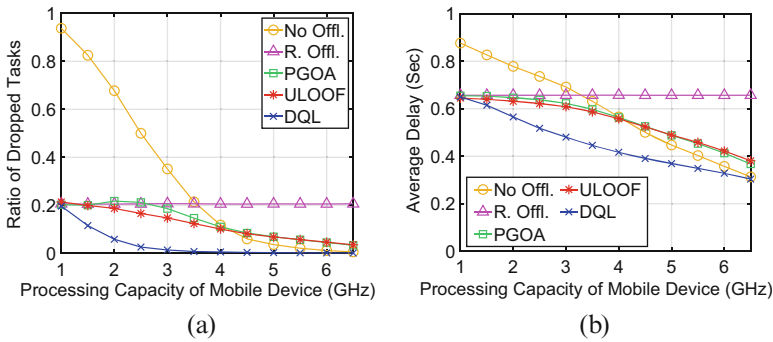 Ratio of Dropped Tasks
1
0.8
0.6
0.4
0.2
0
No Offl.
R. Offl.
PGOA
ULOOF
DQL
1 2 3 4 5 6
Processing Capacity of Mobile Device (GHz)
(a)
Average Delay (Sec)
1
0.8
0.6
0.4
0.2
0
No Offl.
R. Offl.
PGOA
ULOOF
DQL
1 2 3 4 5 6
Processing Capacity of Mobile Device (GHz)
(b)